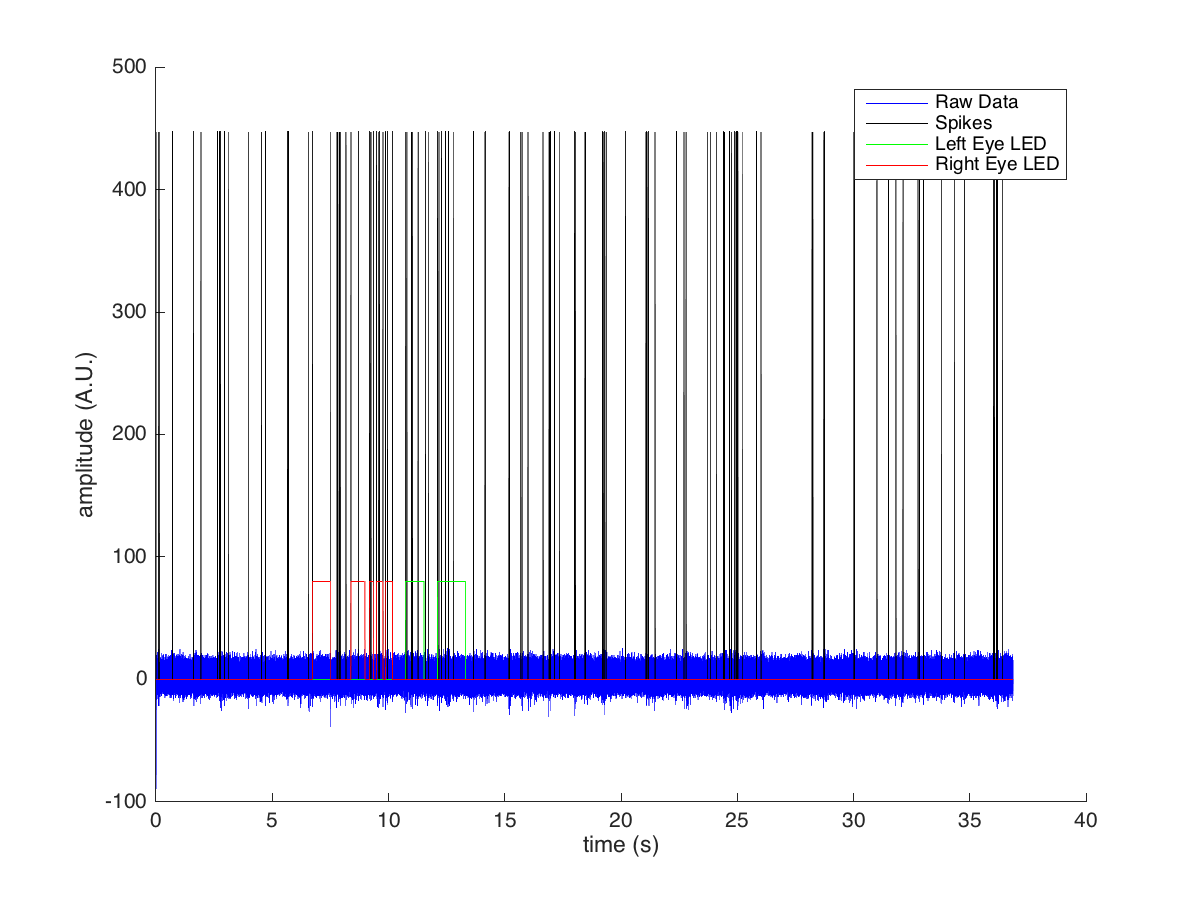 500
400
300
200
100
0
-100
0 5 10 15 20 25 30 35 40
time (s)
amplitude (A.U.)
Raw Data
Spikes
Left Eye LED
Right Eye LED